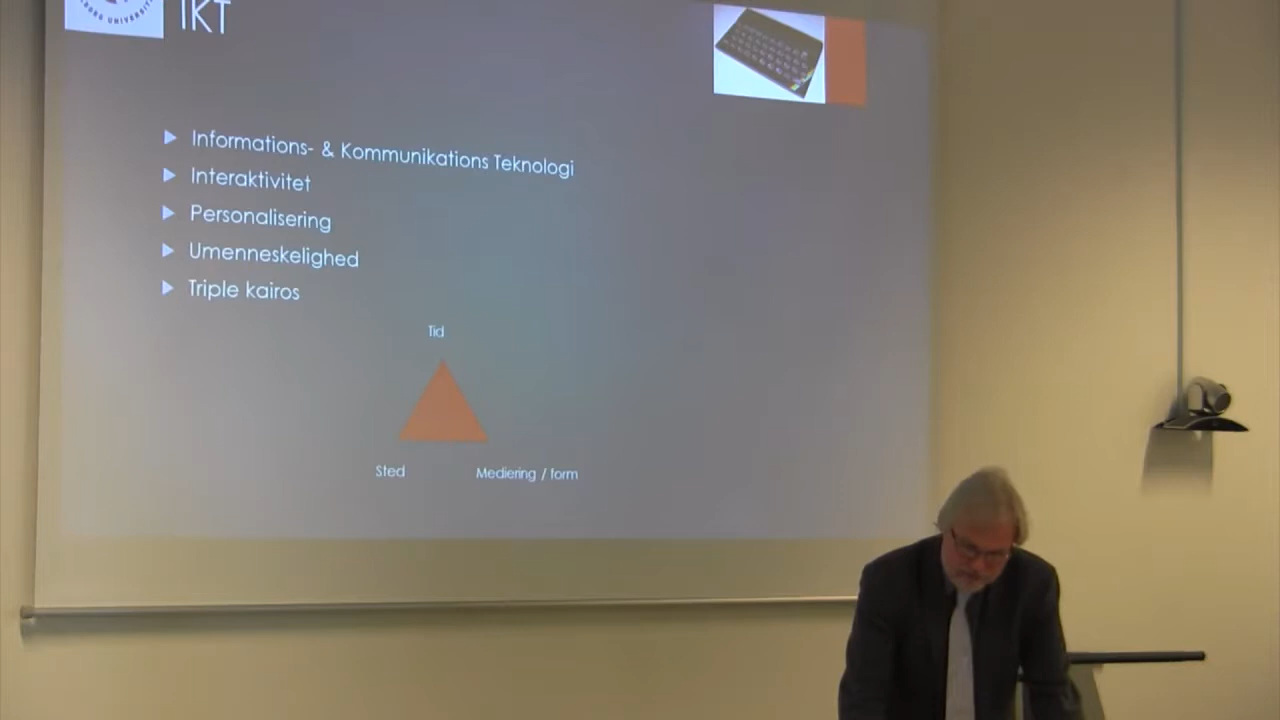 IKT
Informations- & Kommunikations Teknologi
Interaktivitet
Personalisering
Umenneskelighed
Triple kairos
Tid
Sted
Mediering / form